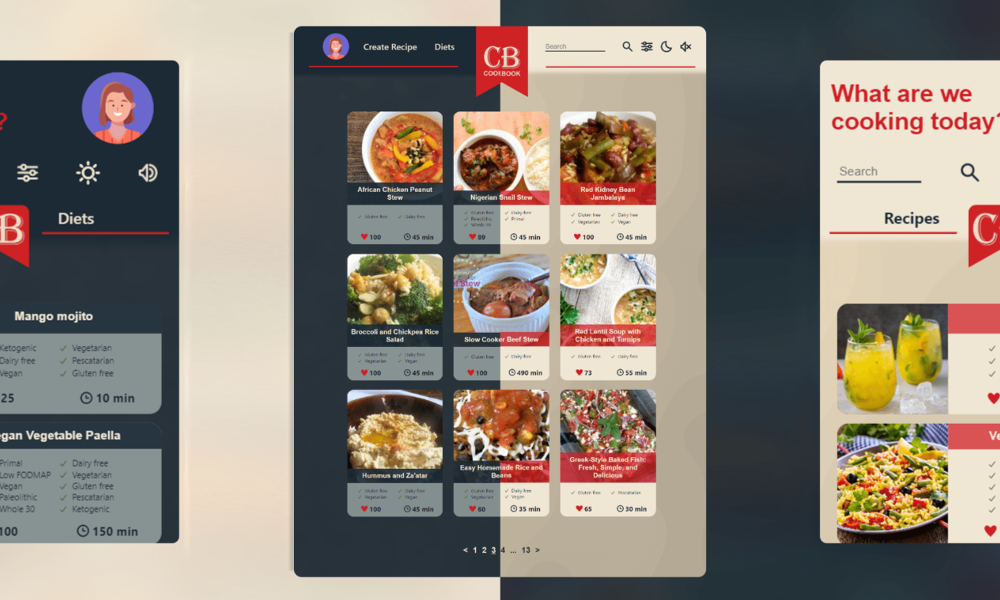 ?
B
Diets
Mango mojito
Ketogenic
Vegetarian
Dairy free
Pescatarian
Vegan
Gluten free
25
10 min
gan Vegetable Paella
Primal
Dairy free
Low FODMAP
Vegetarian
Vegan
Gluten free
Paleolithic
Pescatarian
Whole 30
Ketogenic
100
150 min
Create Recipe
Diets
CB
COOKBOOK
Search
African Chicken Peanut
Stew
Gluten free
Dairy free
100
45 min
Nigerian Snail Stew
Gluten free
Dairy free
Primal
89
45 min
Red Kidney Bean
Jambalaya
Gluten free
Dairy free
Vegetarian
Vegan
100
45 min
Broccoli and Chickpea Rice
Salad
Gluten free
Dairy free
Vegetarian
Vegan
100
45 min
Slow Cooker Beef Stew
Gluten free
Dairy free
100
490 min
Red Lentil Soup with
Chicken and Turnips
Gluten free
Dairy free
73
55 min
Hummus and Za'atar
Gluten free
Dairy free
Vegetarian
Vegan
100
45 min
Easy Homemade Rice and
Beans
Gluten free
Dairy free
Vegetarian
Vegan
60
35 min
Greek-Style Baked Fish:
Fresh, Simple, and
Delicious
Gluten free
Pescatarian
65
30 min
< 1 2 3 4 ... 13 >
What are we
cooking today?
Search
Recipes
C
Ve